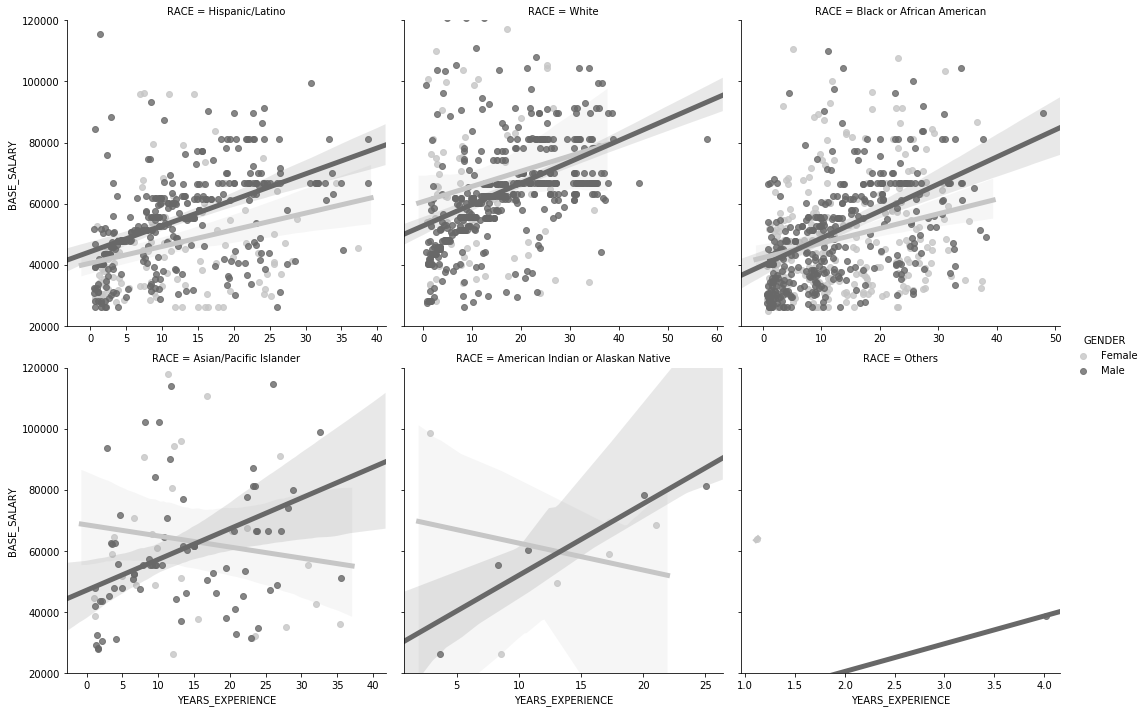 RACE = Hispanic/Latino
RACE = White
RACE = Black or African American
120000
100000
80000
60000
40000
20000
BASE_SALARY
0 5 10 15 20 25 30 35 40
0 10 20 30 40 50 60
0 10 20 30 40 50
GENDER
Female
Male
RACE = Asian/Pacific Islander
RACE = American Indian or Alaskan Native
RACE = Others
120000
100000
80000
60000
40000
20000
BASE_SALARY
0 5 10 15 20 25 30 35 40
5 10 15 20 25
1.0 1.5 2.0 2.5 3.0 3.5 4.0
YEARS_EXPERIENCE
YEARS_EXPERIENCE
YEARS_EXPERIENCE